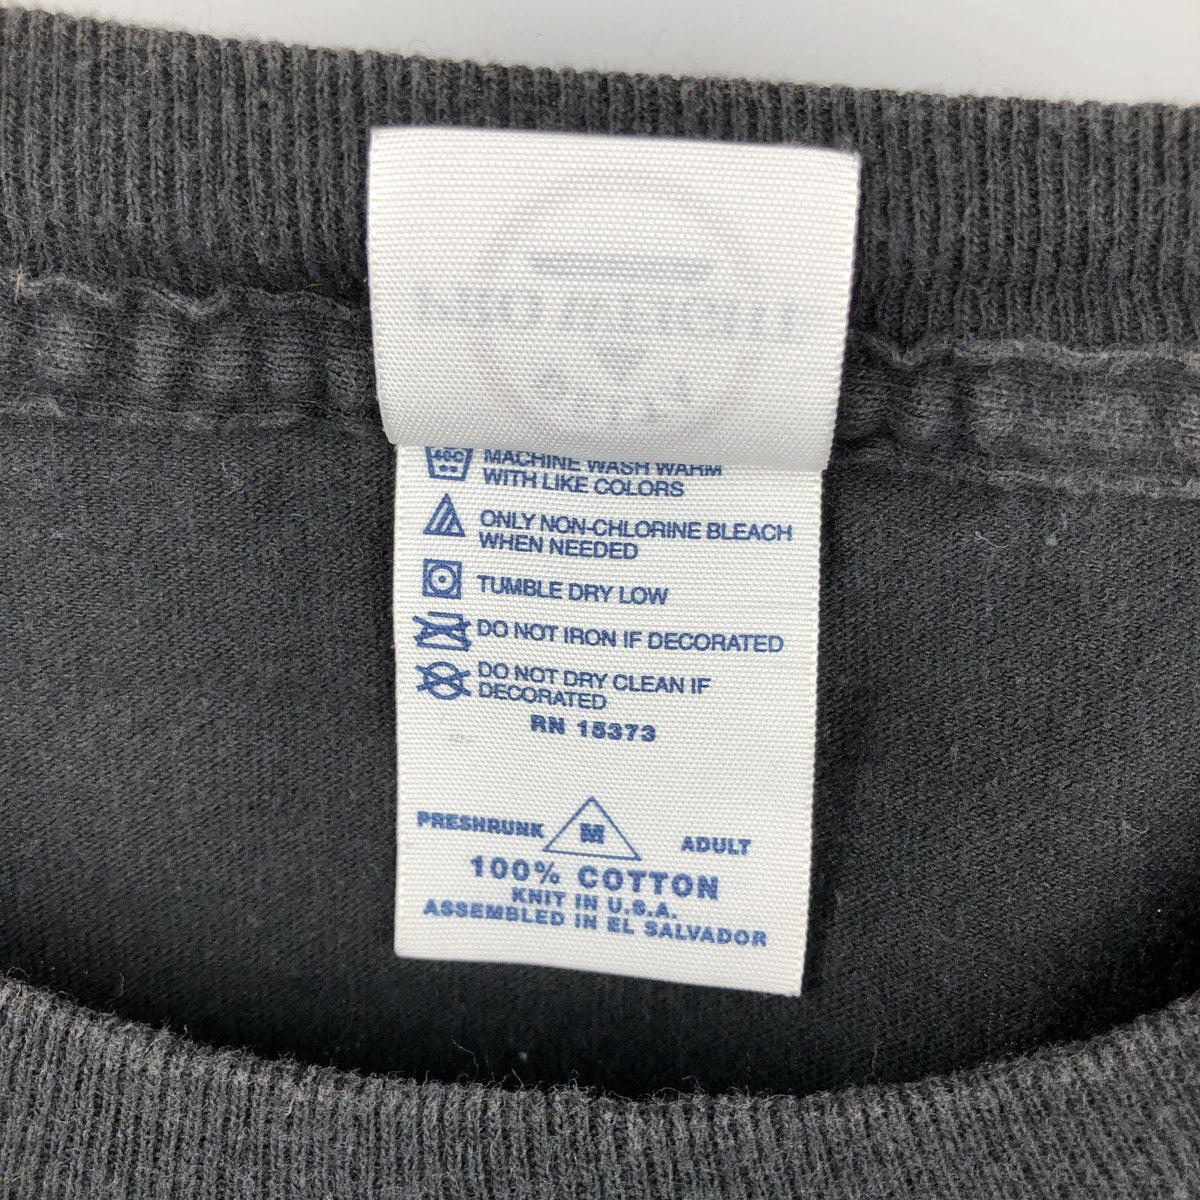 40C
MACHINE WASH WARM
WITH LIKE COLORS
ONLY NON-CHLORINE BLEACH
WHEN NEEDED
TUMBLE DRY LOW
DO NOT IRON IF DECORATED
DO NOT DRY CLEAN IF
DECORATED
RN 15373
PRESHRUNK M ADULT
100% COTTON
KNIT IN U.S.A.
ASSEMBLED IN EL SALVADOR